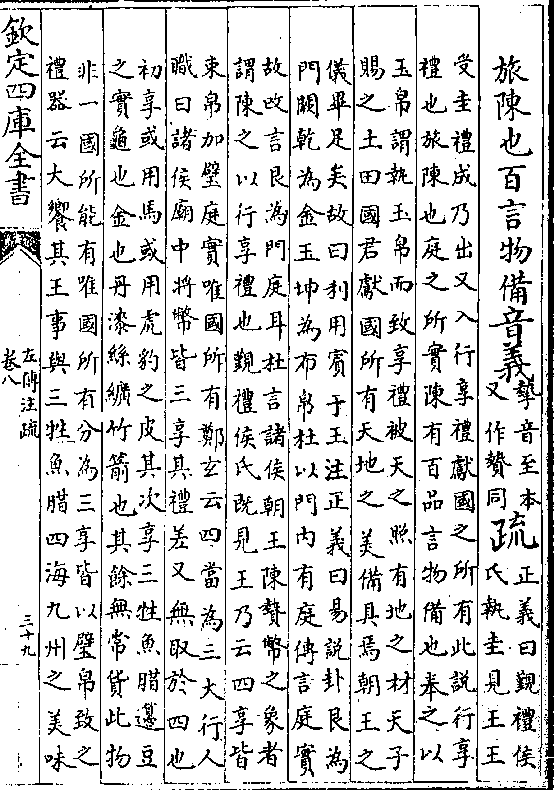 旅陳也百言物備音義摯音至本又作贄同疏正義曰覲禮侯氏執圭見王王
受圭禮成乃出又入行享禮獻國之所有此說行享
禮也旅陳也庭之所實陳有百品言物備也奉之以
玉帛謂執玉帛而致享禮被天之照有地之材天子
賜之土田國君獻國所有天地之美備具焉朝王之
儀畢足矣故曰利用賓于王注正義曰易說卦艮為
門闕乾為金玉坤為布帛杜以門內有庭傳言庭實
故改言艮為門庭耳杜言諸侯朝王陳贄幣之象者
謂陳之以行享禮也覲禮侯氏既見王乃云四享皆
束帛加璧庭實唯國所有鄭玄云四當為三大行人
職曰諸侯廟中將幣皆三享其禮差又無取於四也
初享或用馬或用虎豹之皮其次享三牲魚腊籩豆
之實龜也金也丹漆絲纊竹箭也其餘無常貨此物
非一國所能有唯國所有分為三享皆以璧帛致之
禮器云大饗其王事與三牲魚腊四海九州之美味
欽定四庫全書
左傳注疏
卷八
三十九